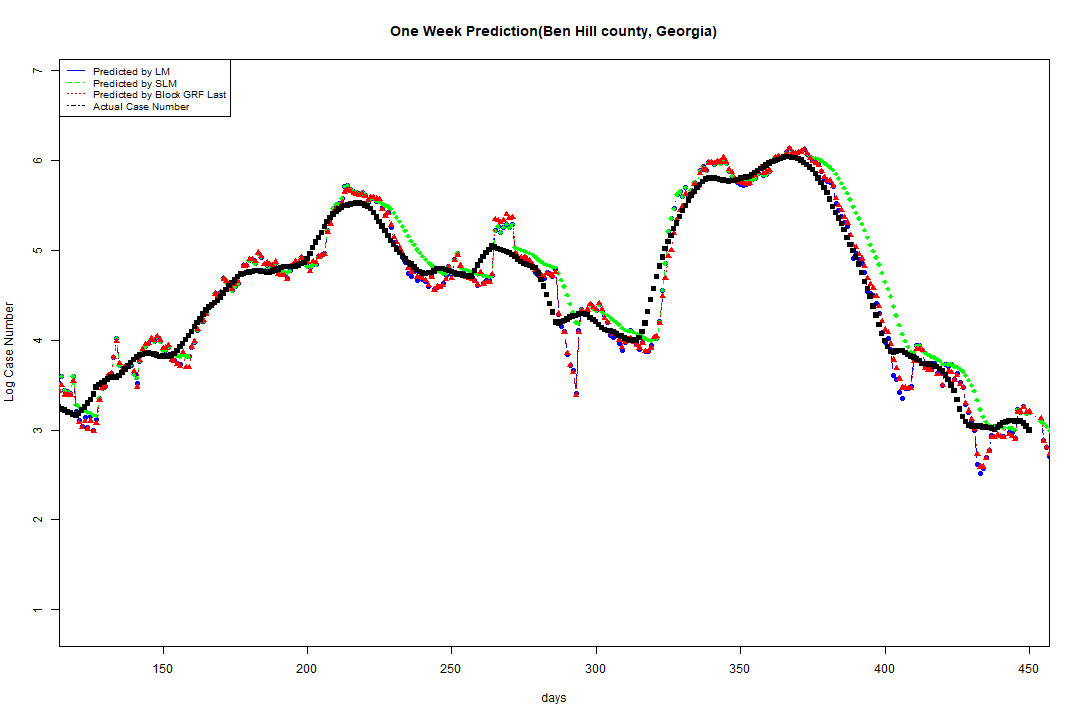 One Week Prediction(Ben Hill county, Georgia)
Predicted by LM
Predicted by SLM
Predicted by Block GRF Last
Actual Case Number
7
6
5
4
3
2
1
Log Case Number
150 200 250 300 350 400 450
days